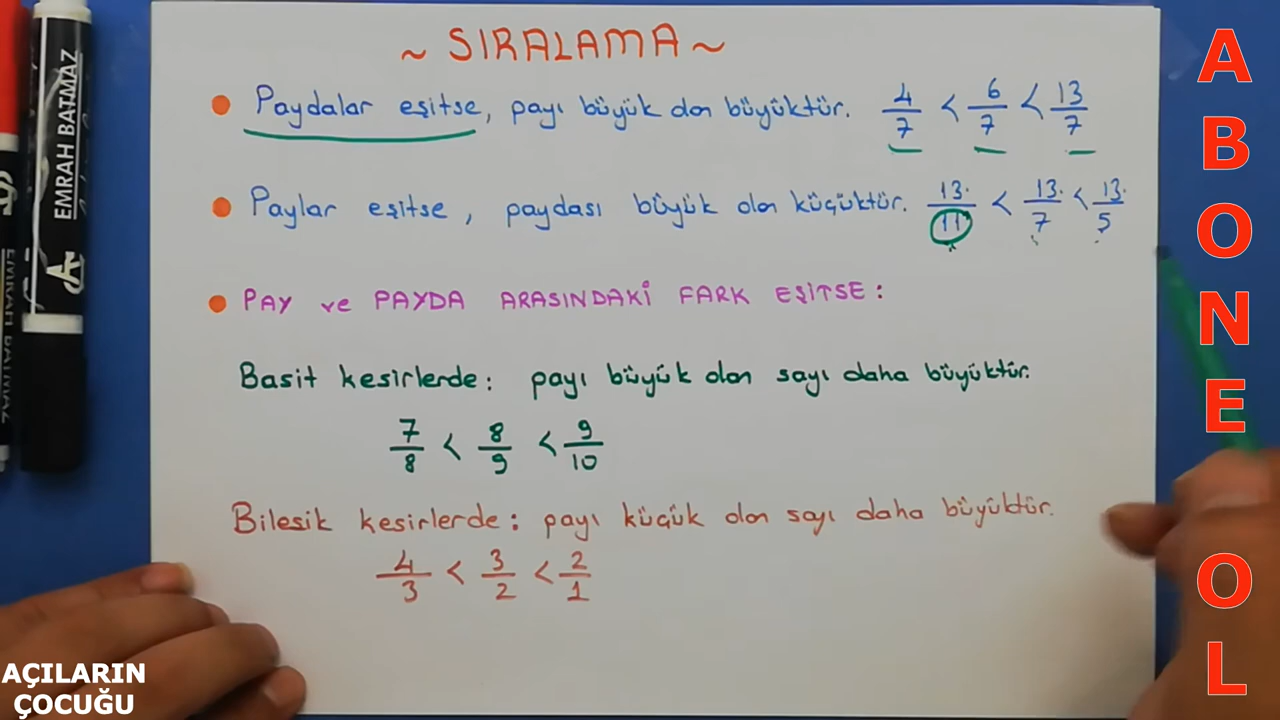 ~ SIRALAMA ~
Paydalar eşitse, payı büyük olan büyüktür. 4/7 < 6/7 < 13/7
Paylar eşitse, paydası büyük olan küçüktür. 13/11 < 13/7 < 13/5
PAY ve PAYDA ARASINDAKİ FARK EŞİTSE:
Basit kesirlerde: payı büyük olan sayı daha büyüktür.
7/8 < 8/9 < 9/10
Bilesik kesirlerde: payı küçük olan sayı daha büyüktür.
4/3 < 3/2 < 2/1
EMRAH BATMAZ
EMRAH BATMAZ
AÇILARIN
ÇOCUĞU
ABONE OL